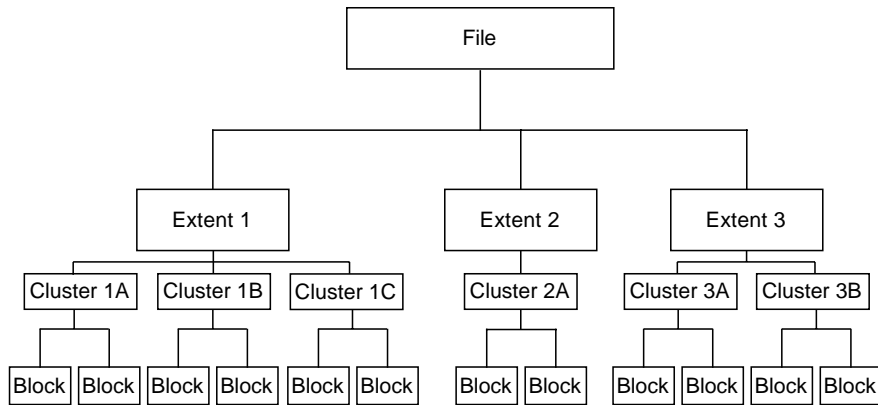 File
Extent 1 Extent 2 Extent 3
Cluster 1A Cluster 1B Cluster 1C Cluster 2A Cluster 3A Cluster 3B
Block Block Block Block Block Block Block Block Block Block Block Block